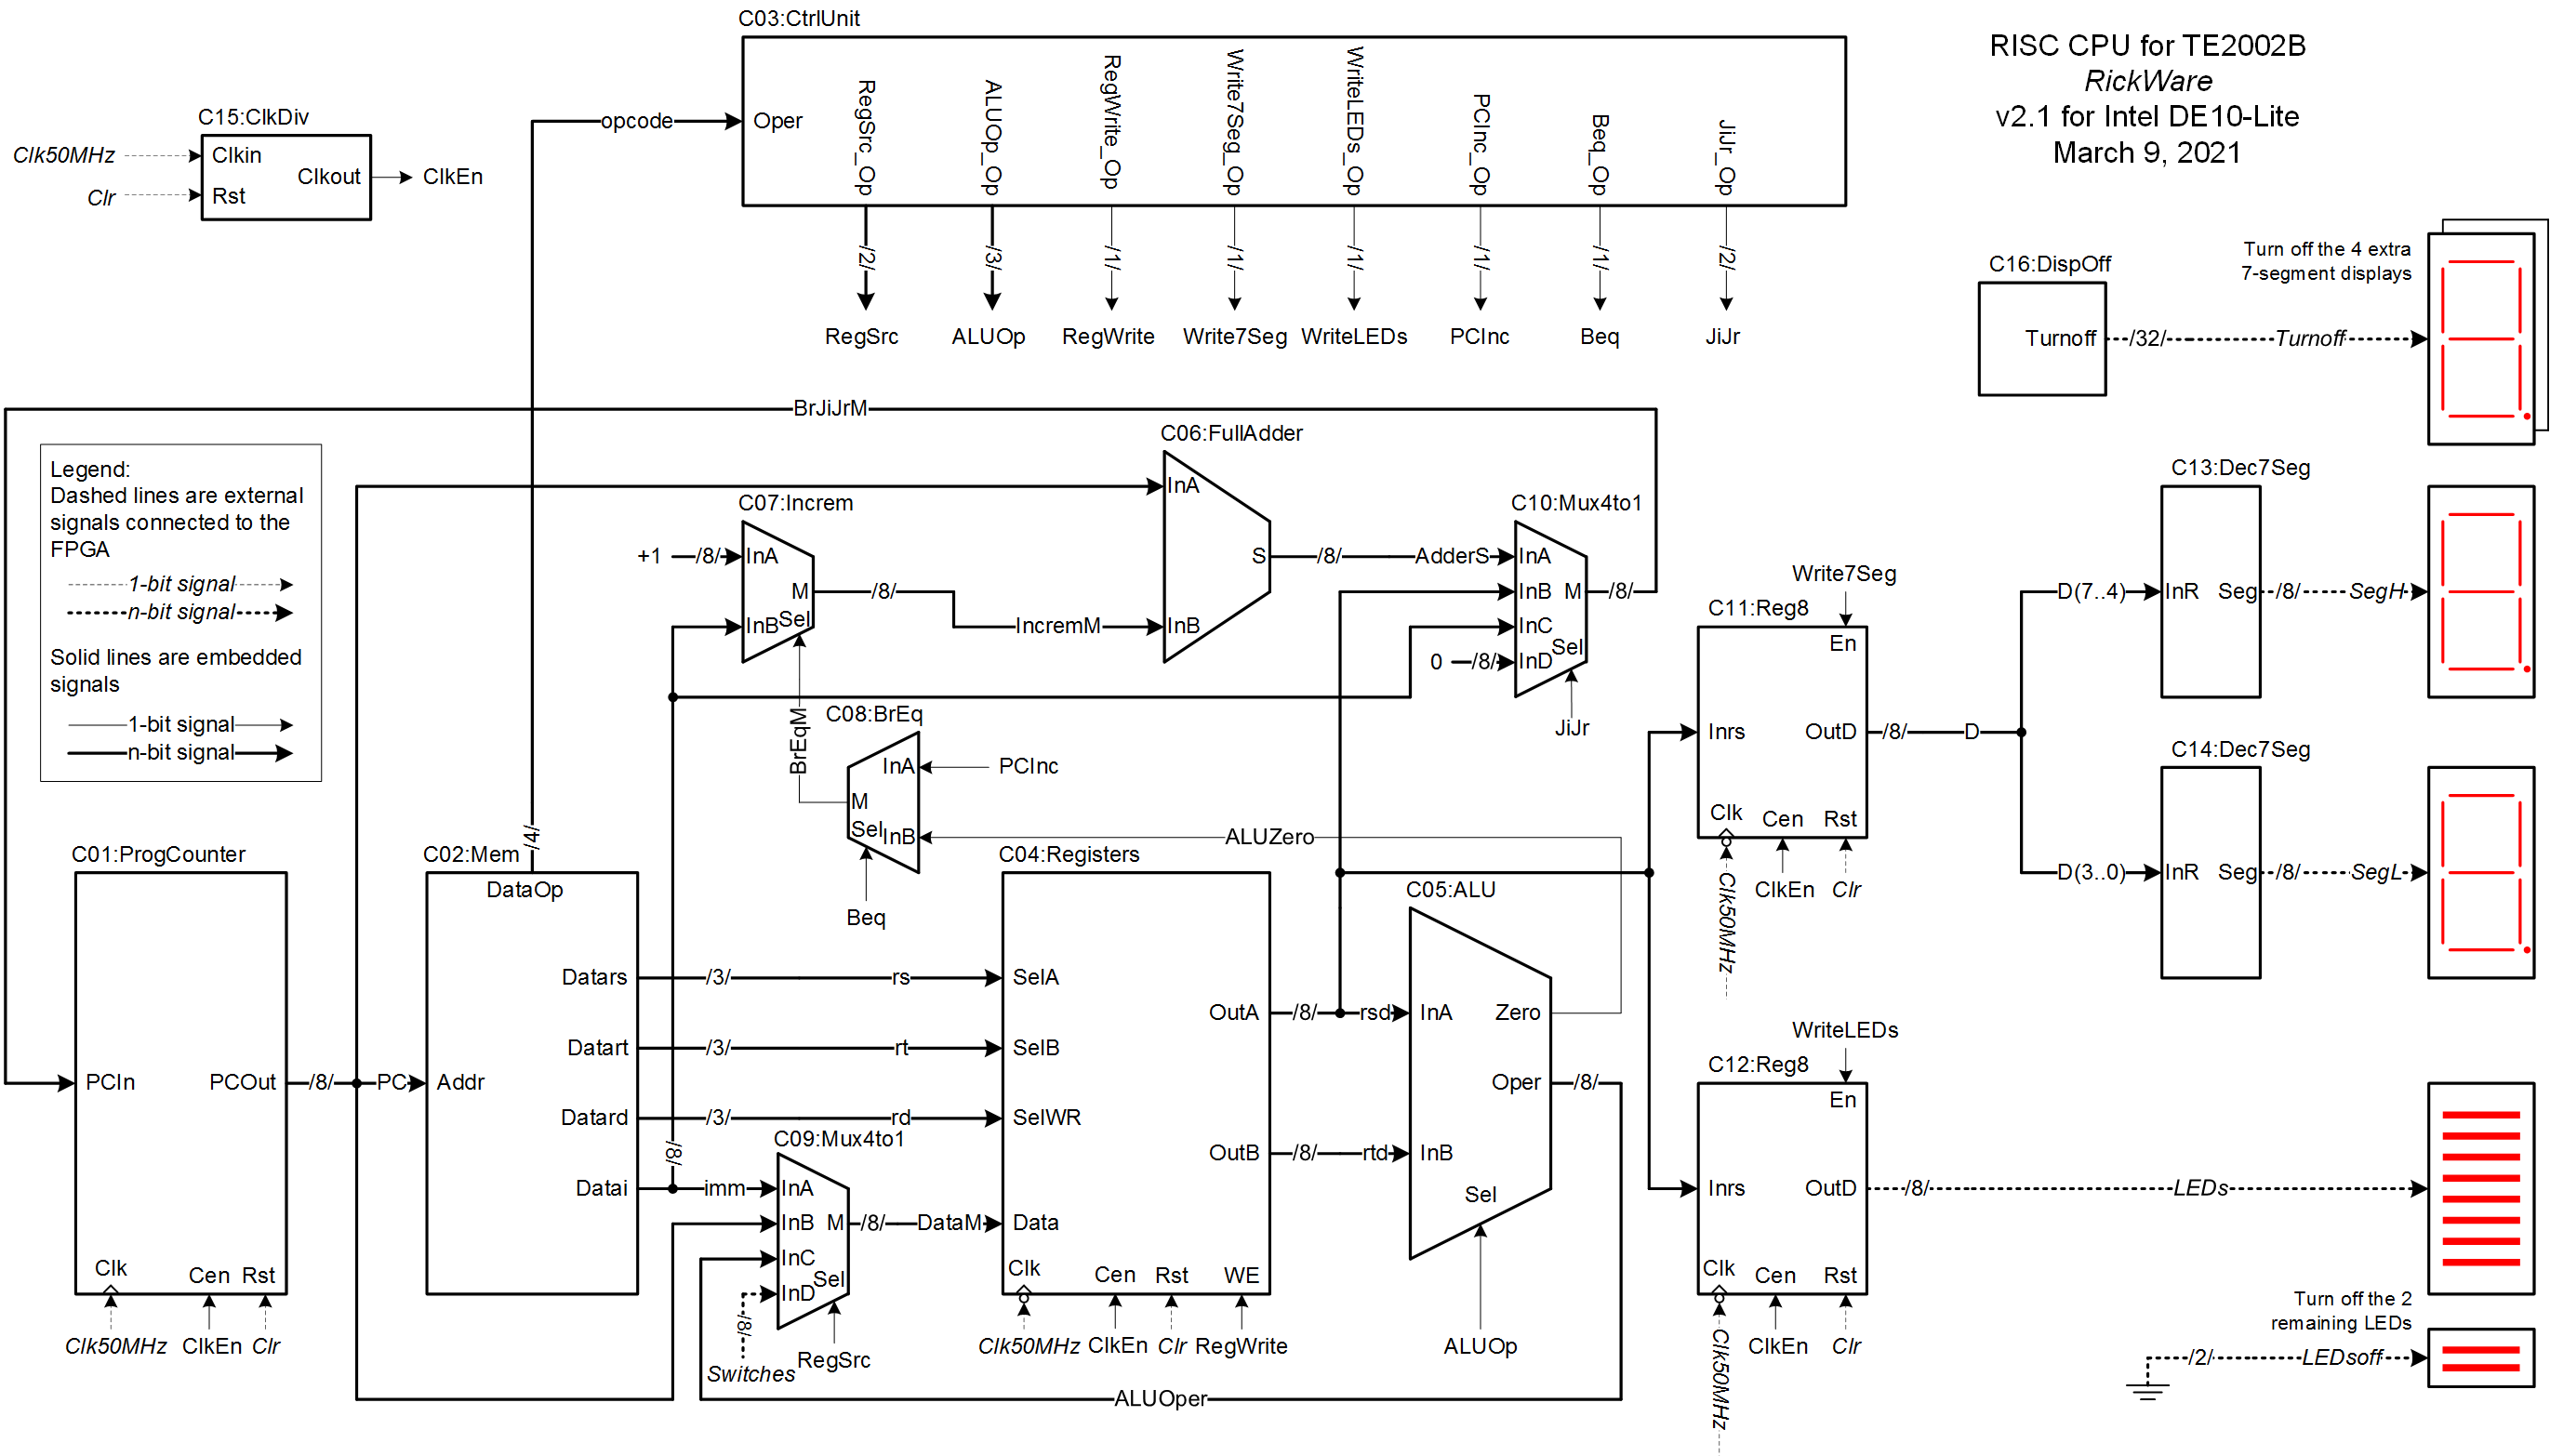 C03:CtrlUnit
Oper
RegSrc_Op
ALUOp_Op
RegWrite_Op
Write7Seg_Op
WriteLEDs_Op
PCInc_Op
Beq_Op
JiJr_Op
opcode
/2/
/3/
/1/
/1/
/1/
/1/
/1/
/2/
RegSrc
ALUOp
RegWrite
Write7Seg
WriteLEDs
PCInc
Beq
JiJr
RISC CPU for TE2002B
RickWare
v2.1 for Intel DE10-Lite
March 9, 2021
C15:ClkDiv
Clk50MHz
Clkin
Clkout
ClkEn
Clr
Rst
Turn off the 4 extra
7-segment displays
C16:DispOff
Turnoff
/32/
Turnoff
BrJiJrM
Legend:
Dashed lines are external
signals connected to the
FPGA
1-bit signal
n-bit signal
Solid lines are embedded
signals
1-bit signal
n-bit signal
C06:FullAdder
InA
S
InB
/8/
AdderS
C07:Increm
+1
/8/
InA
M
InB
Sel
/8/
IncremM
C10:Mux4to1
InA
InB
InC
InD
M
Sel
0
/8/
/8/
JiJr
C08:BrEq
BrEqM
InA
M
Sel
InB
PCInc
ALUZero
Beq
C11:Reg8
Write7Seg
En
Inrs
OutD
Clk
Cen
Rst
Clk50MHz
ClkEn
Clr
/8/
D
D(7..4)
D(3..0)
C13:Dec7Seg
InR
Seg
/8/
SegH
C14:Dec7Seg
InR
Seg
/8/
SegL
C01:ProgCounter
PCIn
PCOut
Clk
Cen
Rst
Clk50MHz
ClkEn
Clr
/8/
PC
C02:Mem
DataOp
/4/
Addr
Datars
Datart
Datard
Datai
/3/
rs
/3/
rt
/3/
rd
/8/
imm
C09:Mux4to1
InA
InB
InC
InD
M
Sel
/8/
Switches
RegSrc
/8/
DataM
C04:Registers
SelA
SelB
SelWR
Data
OutA
OutB
Clk
Cen
Rst
WE
Clk50MHz
ClkEn
Clr
RegWrite
/8/
rsd
/8/
rtd
C05:ALU
InA
InB
Zero
Oper
Sel
/8/
ALUOp
ALUOper
C12:Reg8
WriteLEDs
En
Inrs
OutD
Clk
Cen
Rst
Clk50MHz
ClkEn
Clr
/8/
LEDs
Turn off the 2
remaining LEDs
/2/
LEDsoff